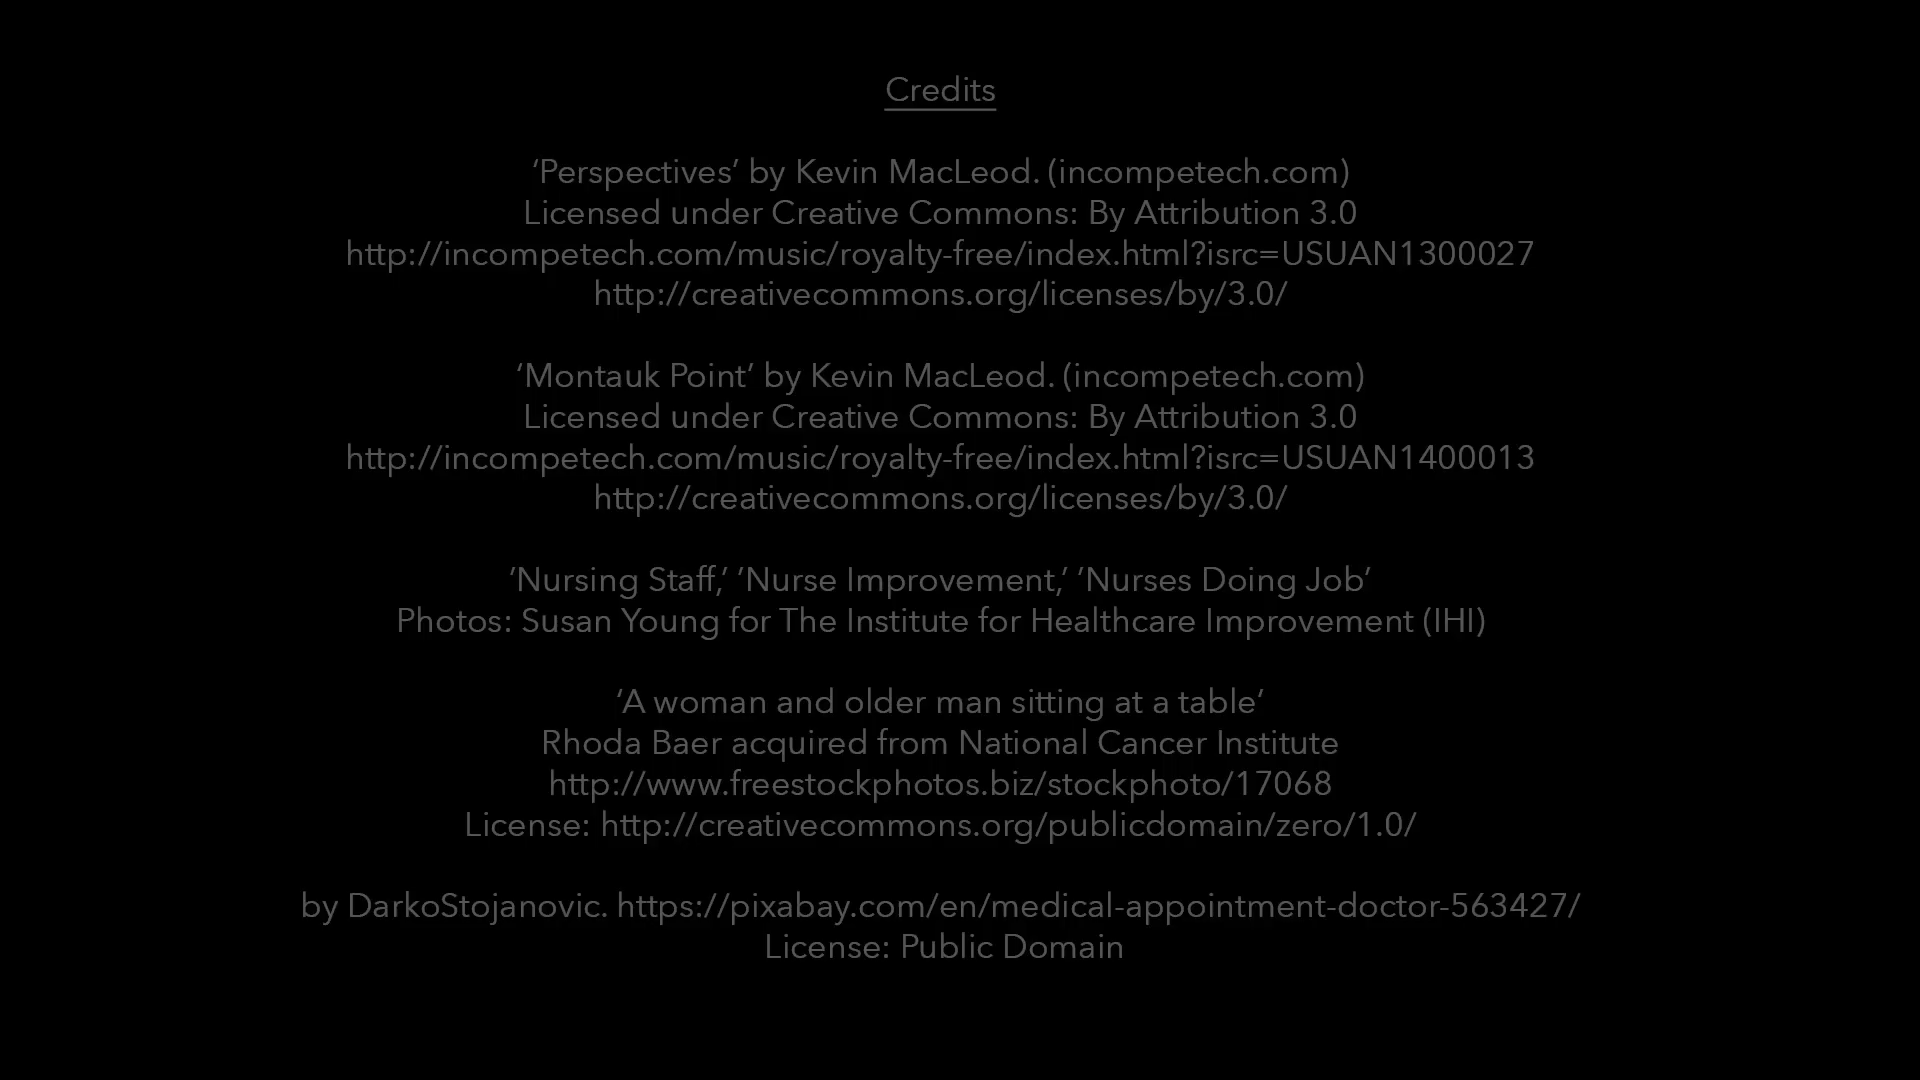 Credits
‘Perspectives’ by Kevin MacLeod. (incompetech.com)
Licensed under Creative Commons: By Attribution 3.0
http://incompetech.com/music/royalty-free/index.html?isrc=USUAN1300027
http://creativecommons.org/licenses/by/3.0/
‘Montauk Point’ by Kevin MacLeod. (incompetech.com)
Licensed under Creative Commons: By Attribution 3.0
http://incompetech.com/music/royalty-free/index.html?isrc=USUAN1400013
http://creativecommons.org/licenses/by/3.0/
’Nursing Staff,’ ’Nurse Improvement,’ ’Nurses Doing Job’
Photos: Susan Young for The Institute for Healthcare Improvement (IHI)
‘A woman and older man sitting at a table’
Rhoda Baer acquired from National Cancer Institute
http://www.freestockphotos.biz/stockphoto/17068
License: http://creativecommons.org/publicdomain/zero/1.0/
by DarkoStojanovic. https://pixabay.com/en/medical-appointment-doctor-563427/
License: Public Domain